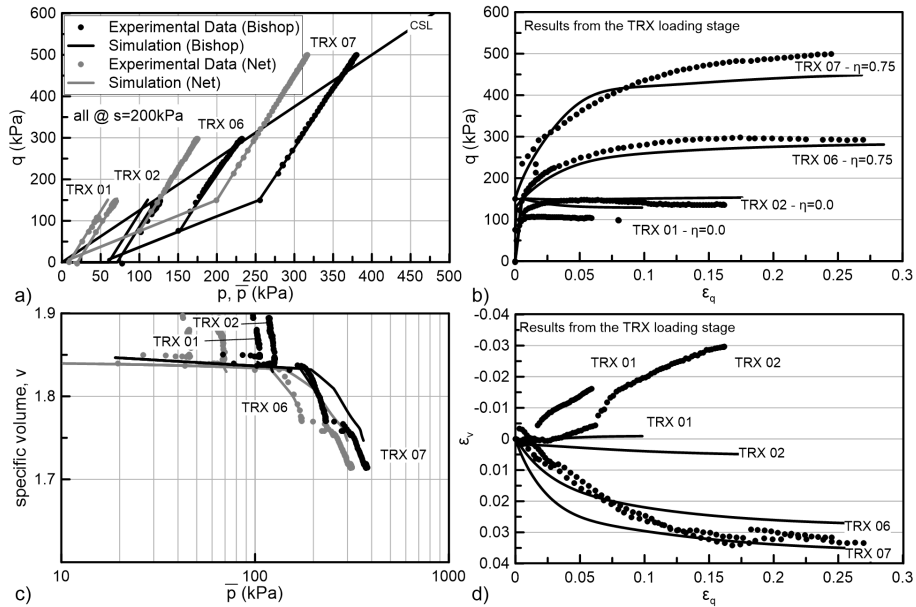 a)
600
500
400
300
200
100
0
q (kPa)
0 50 100 150 200 250 300 350 400 450 500
p, p̅ (kPa)
Experimental Data (Bishop)
Simulation (Bishop)
Experimental Data (Net)
Simulation (Net)
all @ s=200kPa
CSL
TRX 07
TRX 06
TRX 01
TRX 02
b)
600
500
400
300
200
100
0
q (kPa)
0 0.05 0.1 0.15 0.2 0.25 0.3
εq
Results from the TRX loading stage
TRX 07 - η=0.75
TRX 06 - η=0.75
TRX 02 - η=0.0
TRX 01 - η=0.0
c)
1.9
1.8
1.7
specific volume, v
10 100 1000
p̅ (kPa)
TRX 02
TRX 01
TRX 06
TRX 07
d)
-0.04
-0.03
-0.02
-0.01
0
0.01
0.02
0.03
0.04
εv
0 0.05 0.1 0.15 0.2 0.25 0.3
εq
Results from the TRX loading stage
TRX 01
TRX 02
TRX 01
TRX 02
TRX 06
TRX 07